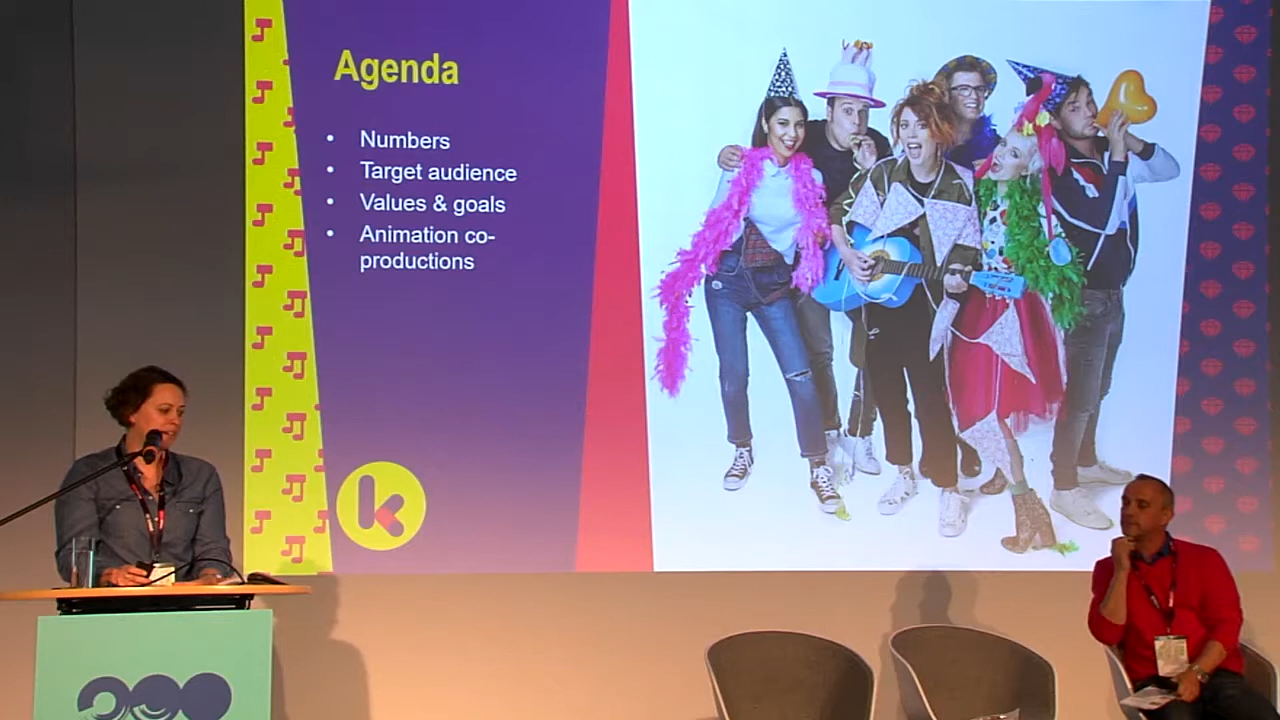 Agenda
• Numbers
• Target audience
• Values & goals
• Animation co-
productions
k